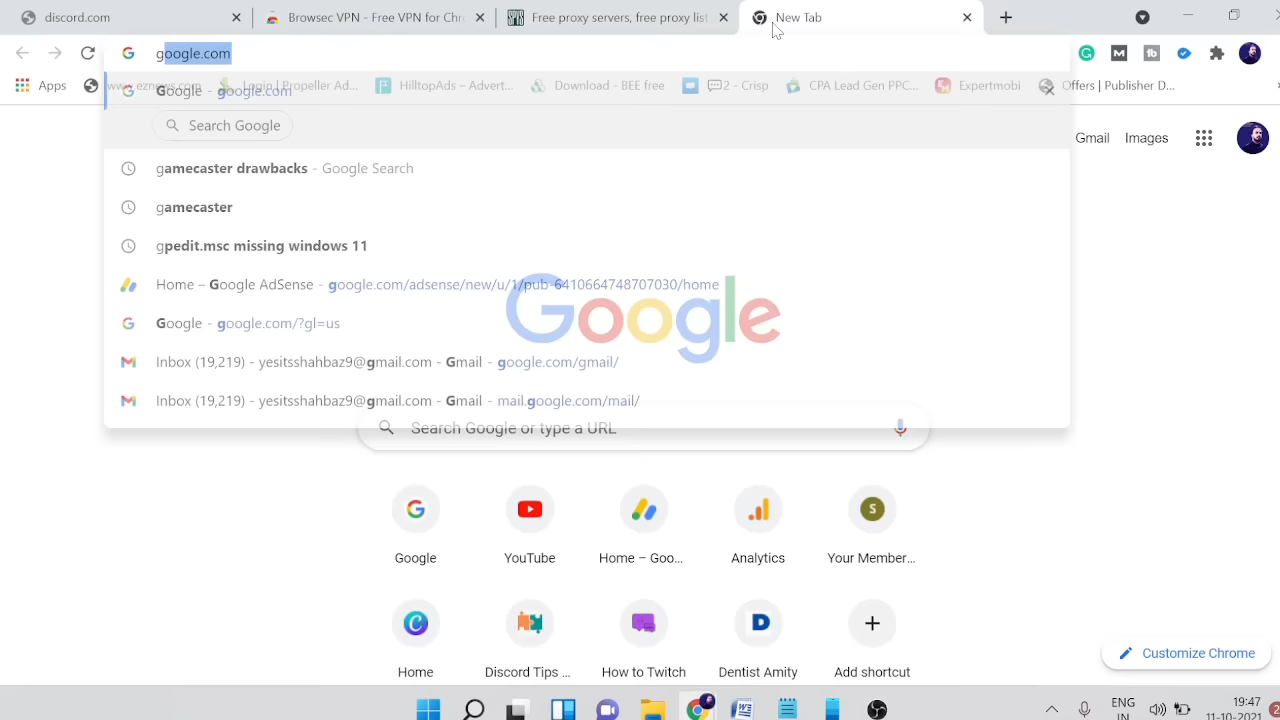 discord.com
Browsec VPN - Free VPN for Chr
Free proxy servers, free proxy list
New Tab
google.com
Apps
Login | Propeller Ad...
HilltopAds – Advert...
Download - BEE free
2 - Crisp
CPA Lead Gen PPC...
Expertmobi
Offers | Publisher D...
Google - google.com
Search Google
Gmail
Images
gamecaster drawbacks - Google Search
gamecaster
gpedit.msc missing windows 11
Home – Google AdSense - google.com/adsense/new/u/1/pub-6410664748707030/home
Google - google.com/?gl=us
Google
Inbox (19,219) - yesitsshahbaz9@gmail.com - Gmail - google.com/gmail/
Inbox (19,219) - yesitsshahbaz9@gmail.com - Gmail - mail.google.com/mail/
Search Google or type a URL
Google
YouTube
Home – Goo...
Analytics
Your Member...
Home
Discord Tips ...
How to Twitch
Dentist Amity
Add shortcut
Customize Chrome
ENG
IN
19:47
11-10-2021